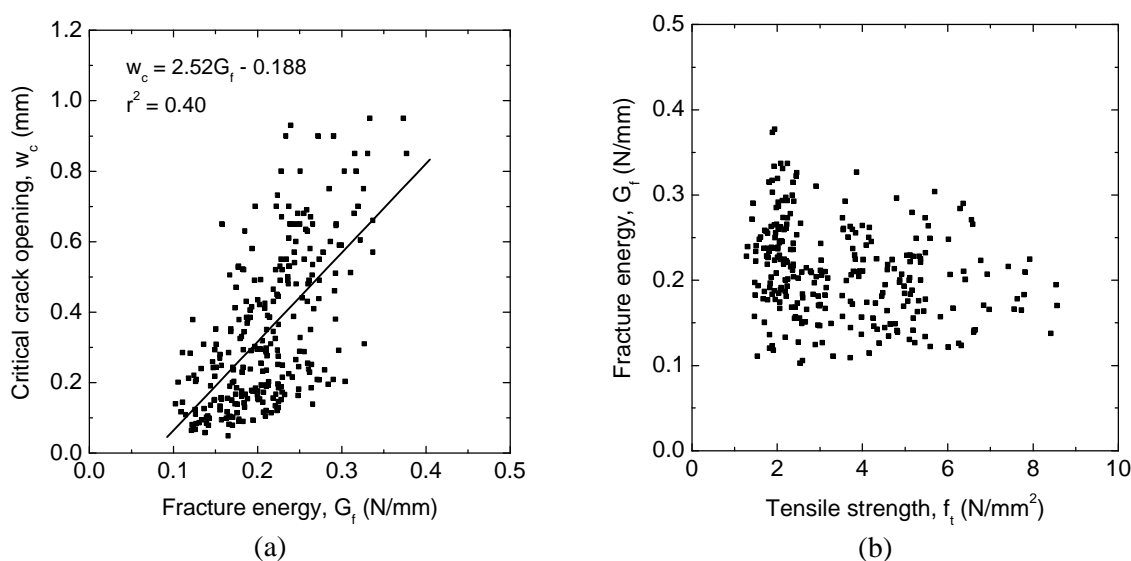 1.2
1.0
0.8
0.6
0.4
0.2
0.0
Critical crack opening, w_c (mm)
w_c = 2.52G_f - 0.188
r² = 0.40
0.0 0.1 0.2 0.3 0.4 0.5
Fracture energy, G_f (N/mm)
(a)
0.5
0.4
0.3
0.2
0.1
0.0
Fracture energy, G_f (N/mm)
0 2 4 6 8 10
Tensile strength, f_t (N/mm²)
(b)